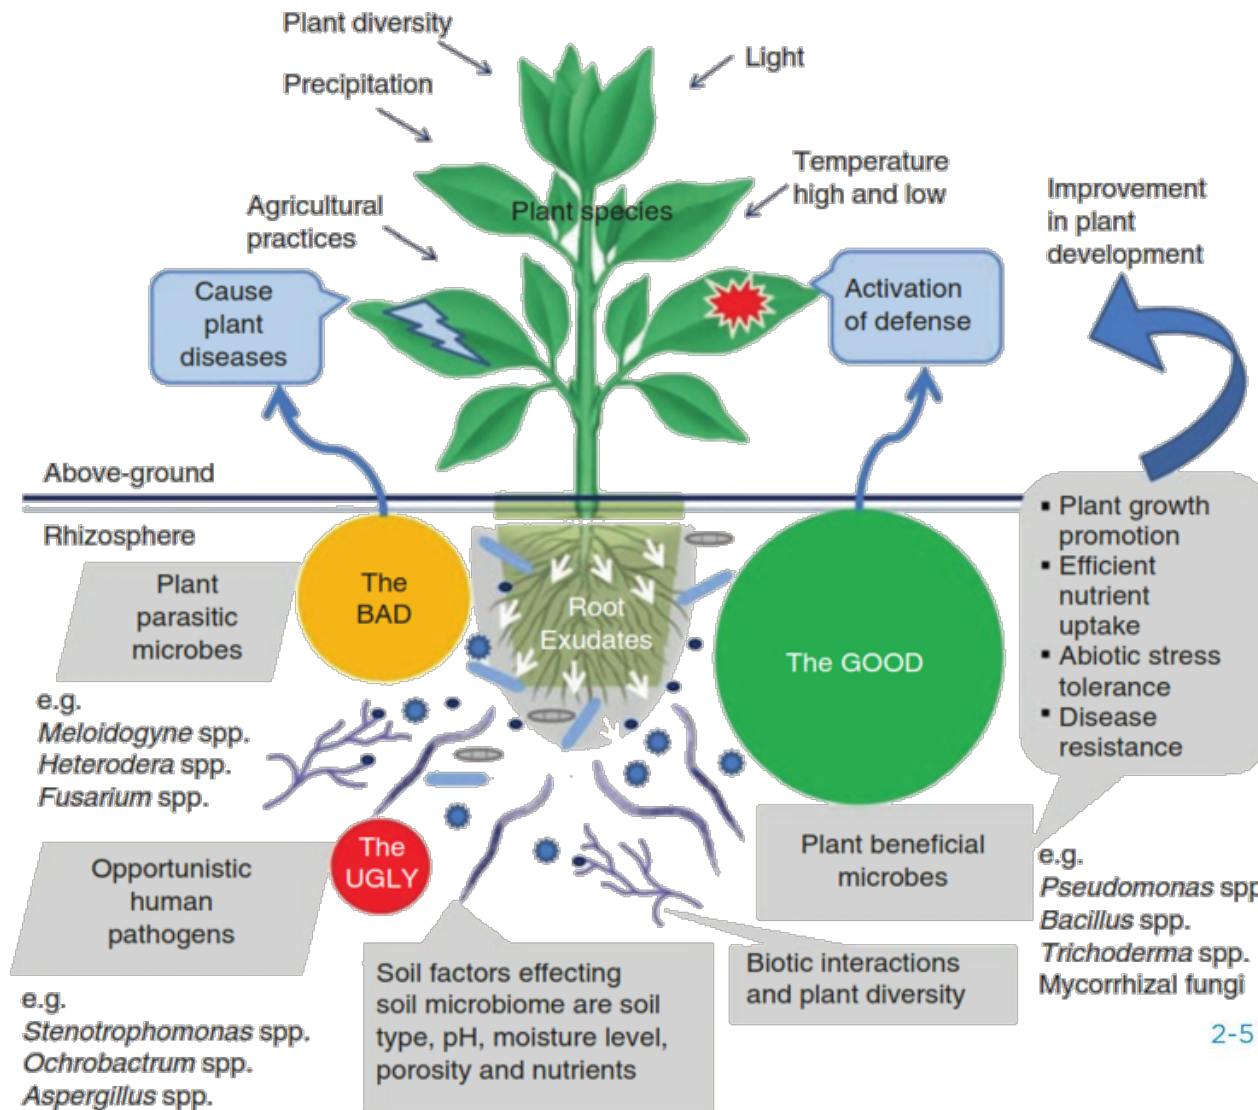 Plant diversity
Light
Precipitation
Temperature
high and low
Plant species
Agricultural
practices
Improvement
in plant
development
Cause
plant
diseases
Activation
of defense
Above-ground
Rhizosphere
Plant
parasitic
microbes
The
BAD
Root
Exudates
The GOOD
▪ Plant growth
promotion
▪ Efficient
nutrient
uptake
▪ Abiotic stress
tolerance
▪ Disease
resistance
e.g.
Meloidogyne spp.
Heterodera spp.
Fusarium spp.
The
UGLY
Opportunistic
human
pathogens
e.g.
Stenotrophomonas spp.
Ochrobactrum spp.
Aspergillus spp.
Soil factors effecting
soil microbiome are soil
type, pH, moisture level,
porosity and nutrients
Biotic interactions
and plant diversity
Plant beneficial
microbes
e.g.
Pseudomonas spp
Bacillus spp.
Trichoderma spp.
Mycorrhizal fungi
2-5